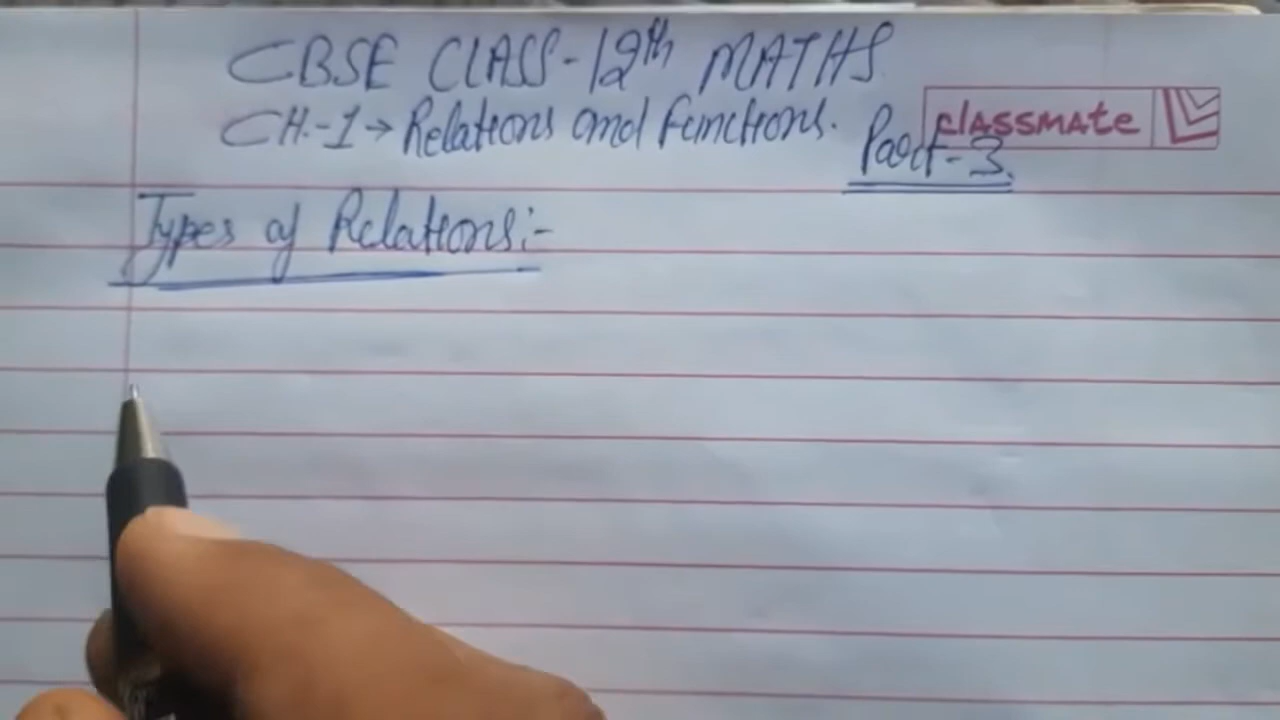 CBSE CLASS-12th MATHS
CH.-1→ Relations and Functions.
classmate
Part-3.
Types of Relations:-